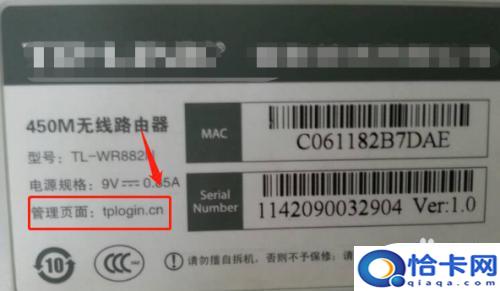 450M无线路由器
MAC
C061182B7DAE
型号：TL-WR882N
电源规格：9V 0.85A
管理页面：tplogin.cn
Serial
Number
1142090032904 Ver:1.0
10
CCC
请勿擅自拆机，否则不予保修；请
恰卡网
qiaqa.com